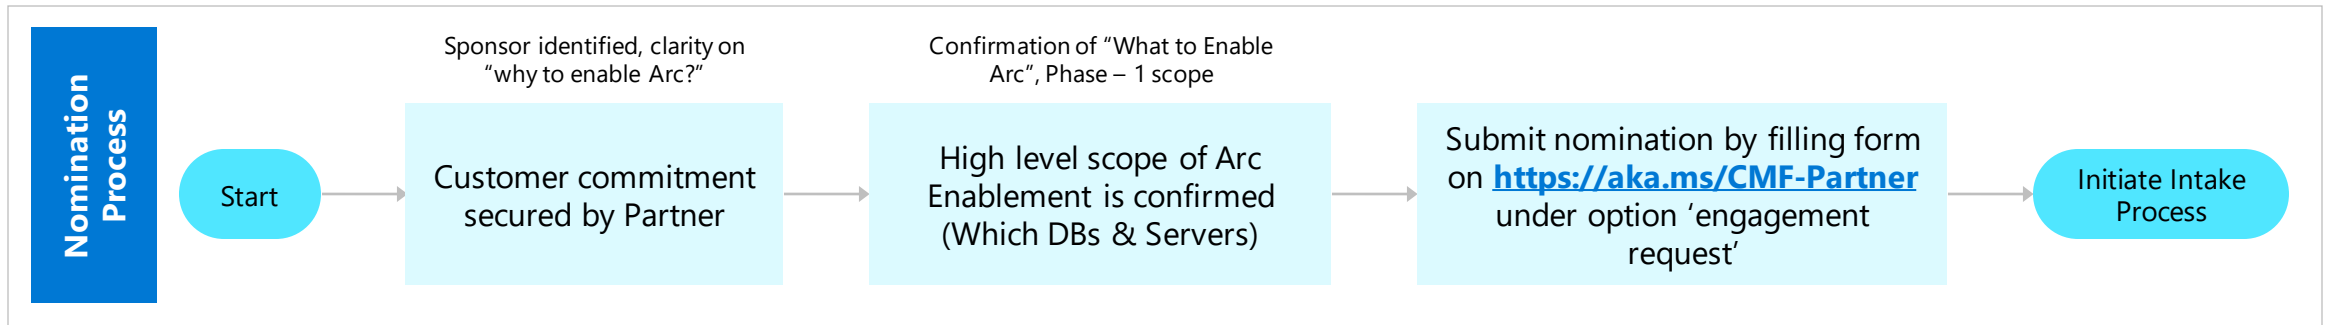 Nomination
Process
Start
Sponsor identified, clarity on
“why to enable Arc?”
Customer commitment
secured by Partner
Confirmation of “What to Enable
Arc”, Phase – 1 scope
High level scope of Arc
Enablement is confirmed
(Which DBs & Servers)
Submit nomination by filling form
on https://aka.ms/CMF-Partner
under option ‘engagement
request’
Initiate Intake
Process